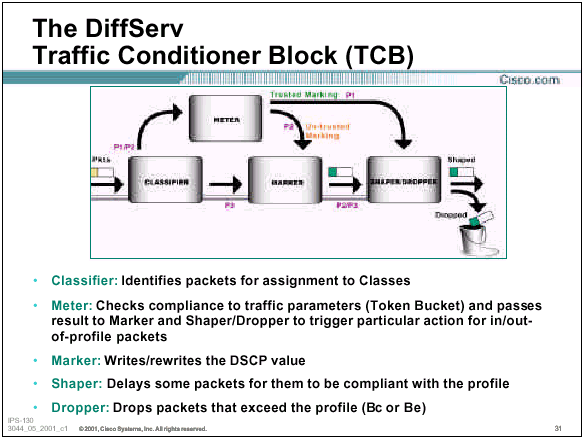 The DiffServ
Traffic Conditioner Block (TCB)
Cisco.com
Trusted Marking P1
METER
P2
Un-trusted
Marking
P1/P2
Pkts
Shaped
CLASSIFIER
MARKER
SHAPER/DROPPER
P3
P2/P3
Dropped
• Classifier: Identifies packets for assignment to Classes
• Meter: Checks compliance to traffic parameters (Token Bucket) and passes
result to Marker and Shaper/Dropper to trigger particular action for in/out-
of-profile packets
• Marker: Writes/rewrites the DSCP value
• Shaper: Delays some packets for them to be compliant with the profile
• Dropper: Drops packets that exceed the profile (Bc or Be)
IPS-130
3044_05_2001_c1
© 2001, Cisco Systems, Inc. All rights reserved.
31